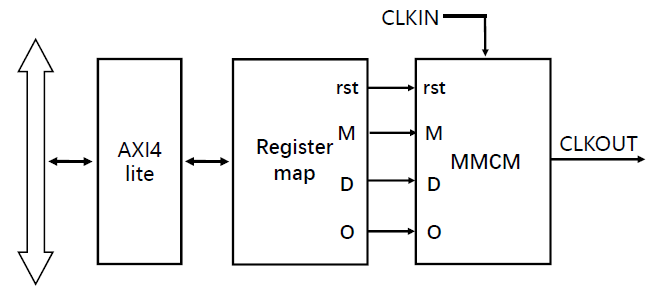 CLKIN
AXI4
lite
Register
map
rst
M
D
O
rst
M
D
O
MMCM
CLKOUT